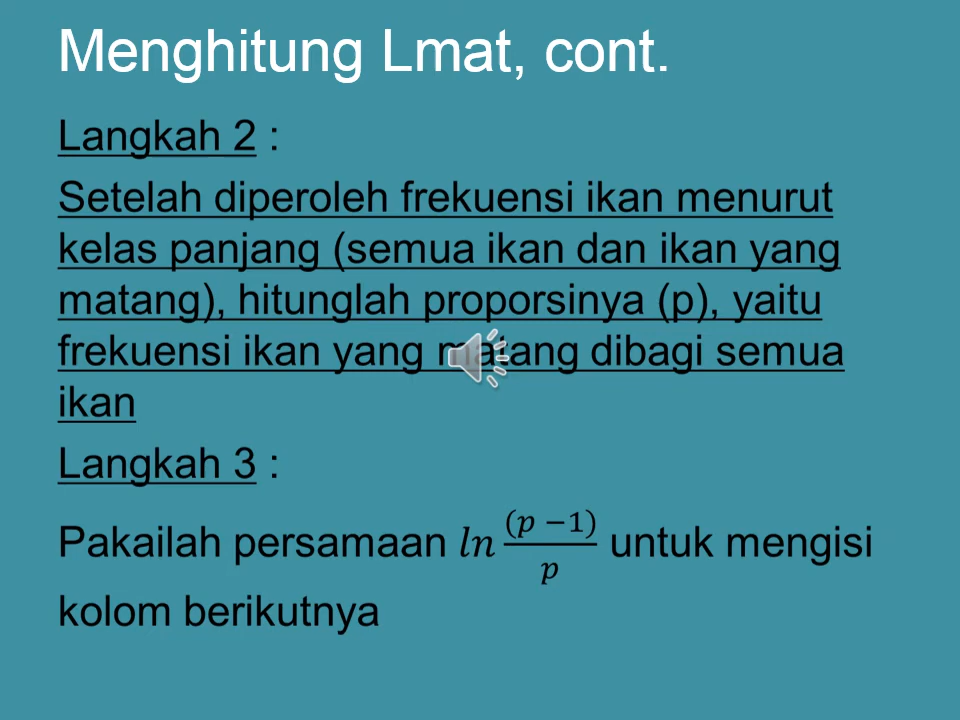 Menghitung Lmat, cont.
Langkah 2 :
Setelah diperoleh frekuensi ikan menurut
kelas panjang (semua ikan dan ikan yang
matang), hitunglah proporsinya (p), yaitu
frekuensi ikan yang matang dibagi semua
ikan
Langkah 3 :
Pakailah persamaan ln (p −1)/p untuk mengisi
kolom berikutnya